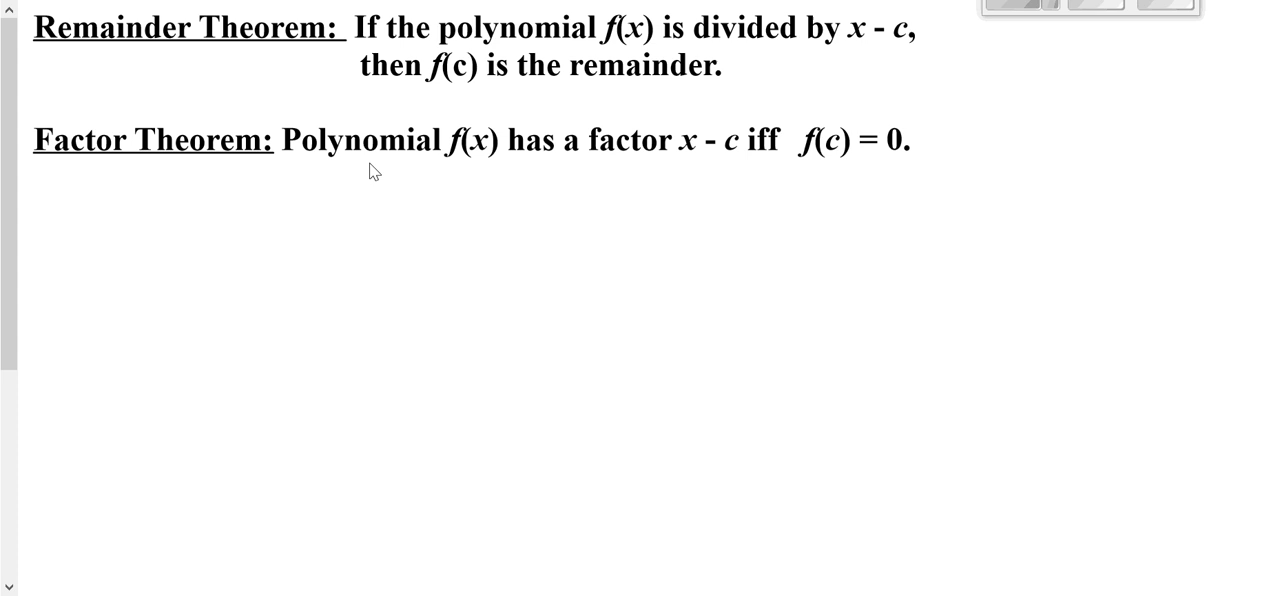 Remainder Theorem: If the polynomial f(x) is divided by x - c,
then f(c) is the remainder.
Factor Theorem: Polynomial f(x) has a factor x - c iff f(c) = 0.